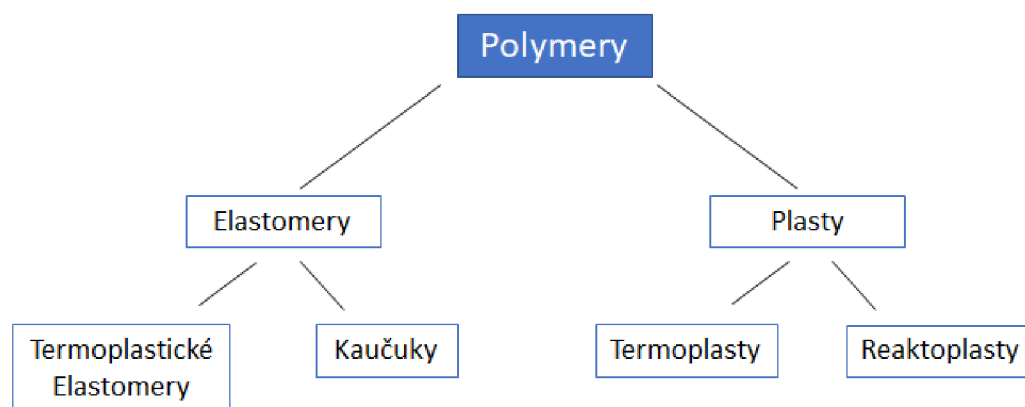 Polymery
Elastomery
Plasty
Termoplastické
Elastomery
Kaučuky
Termoplasty
Reaktoplasty